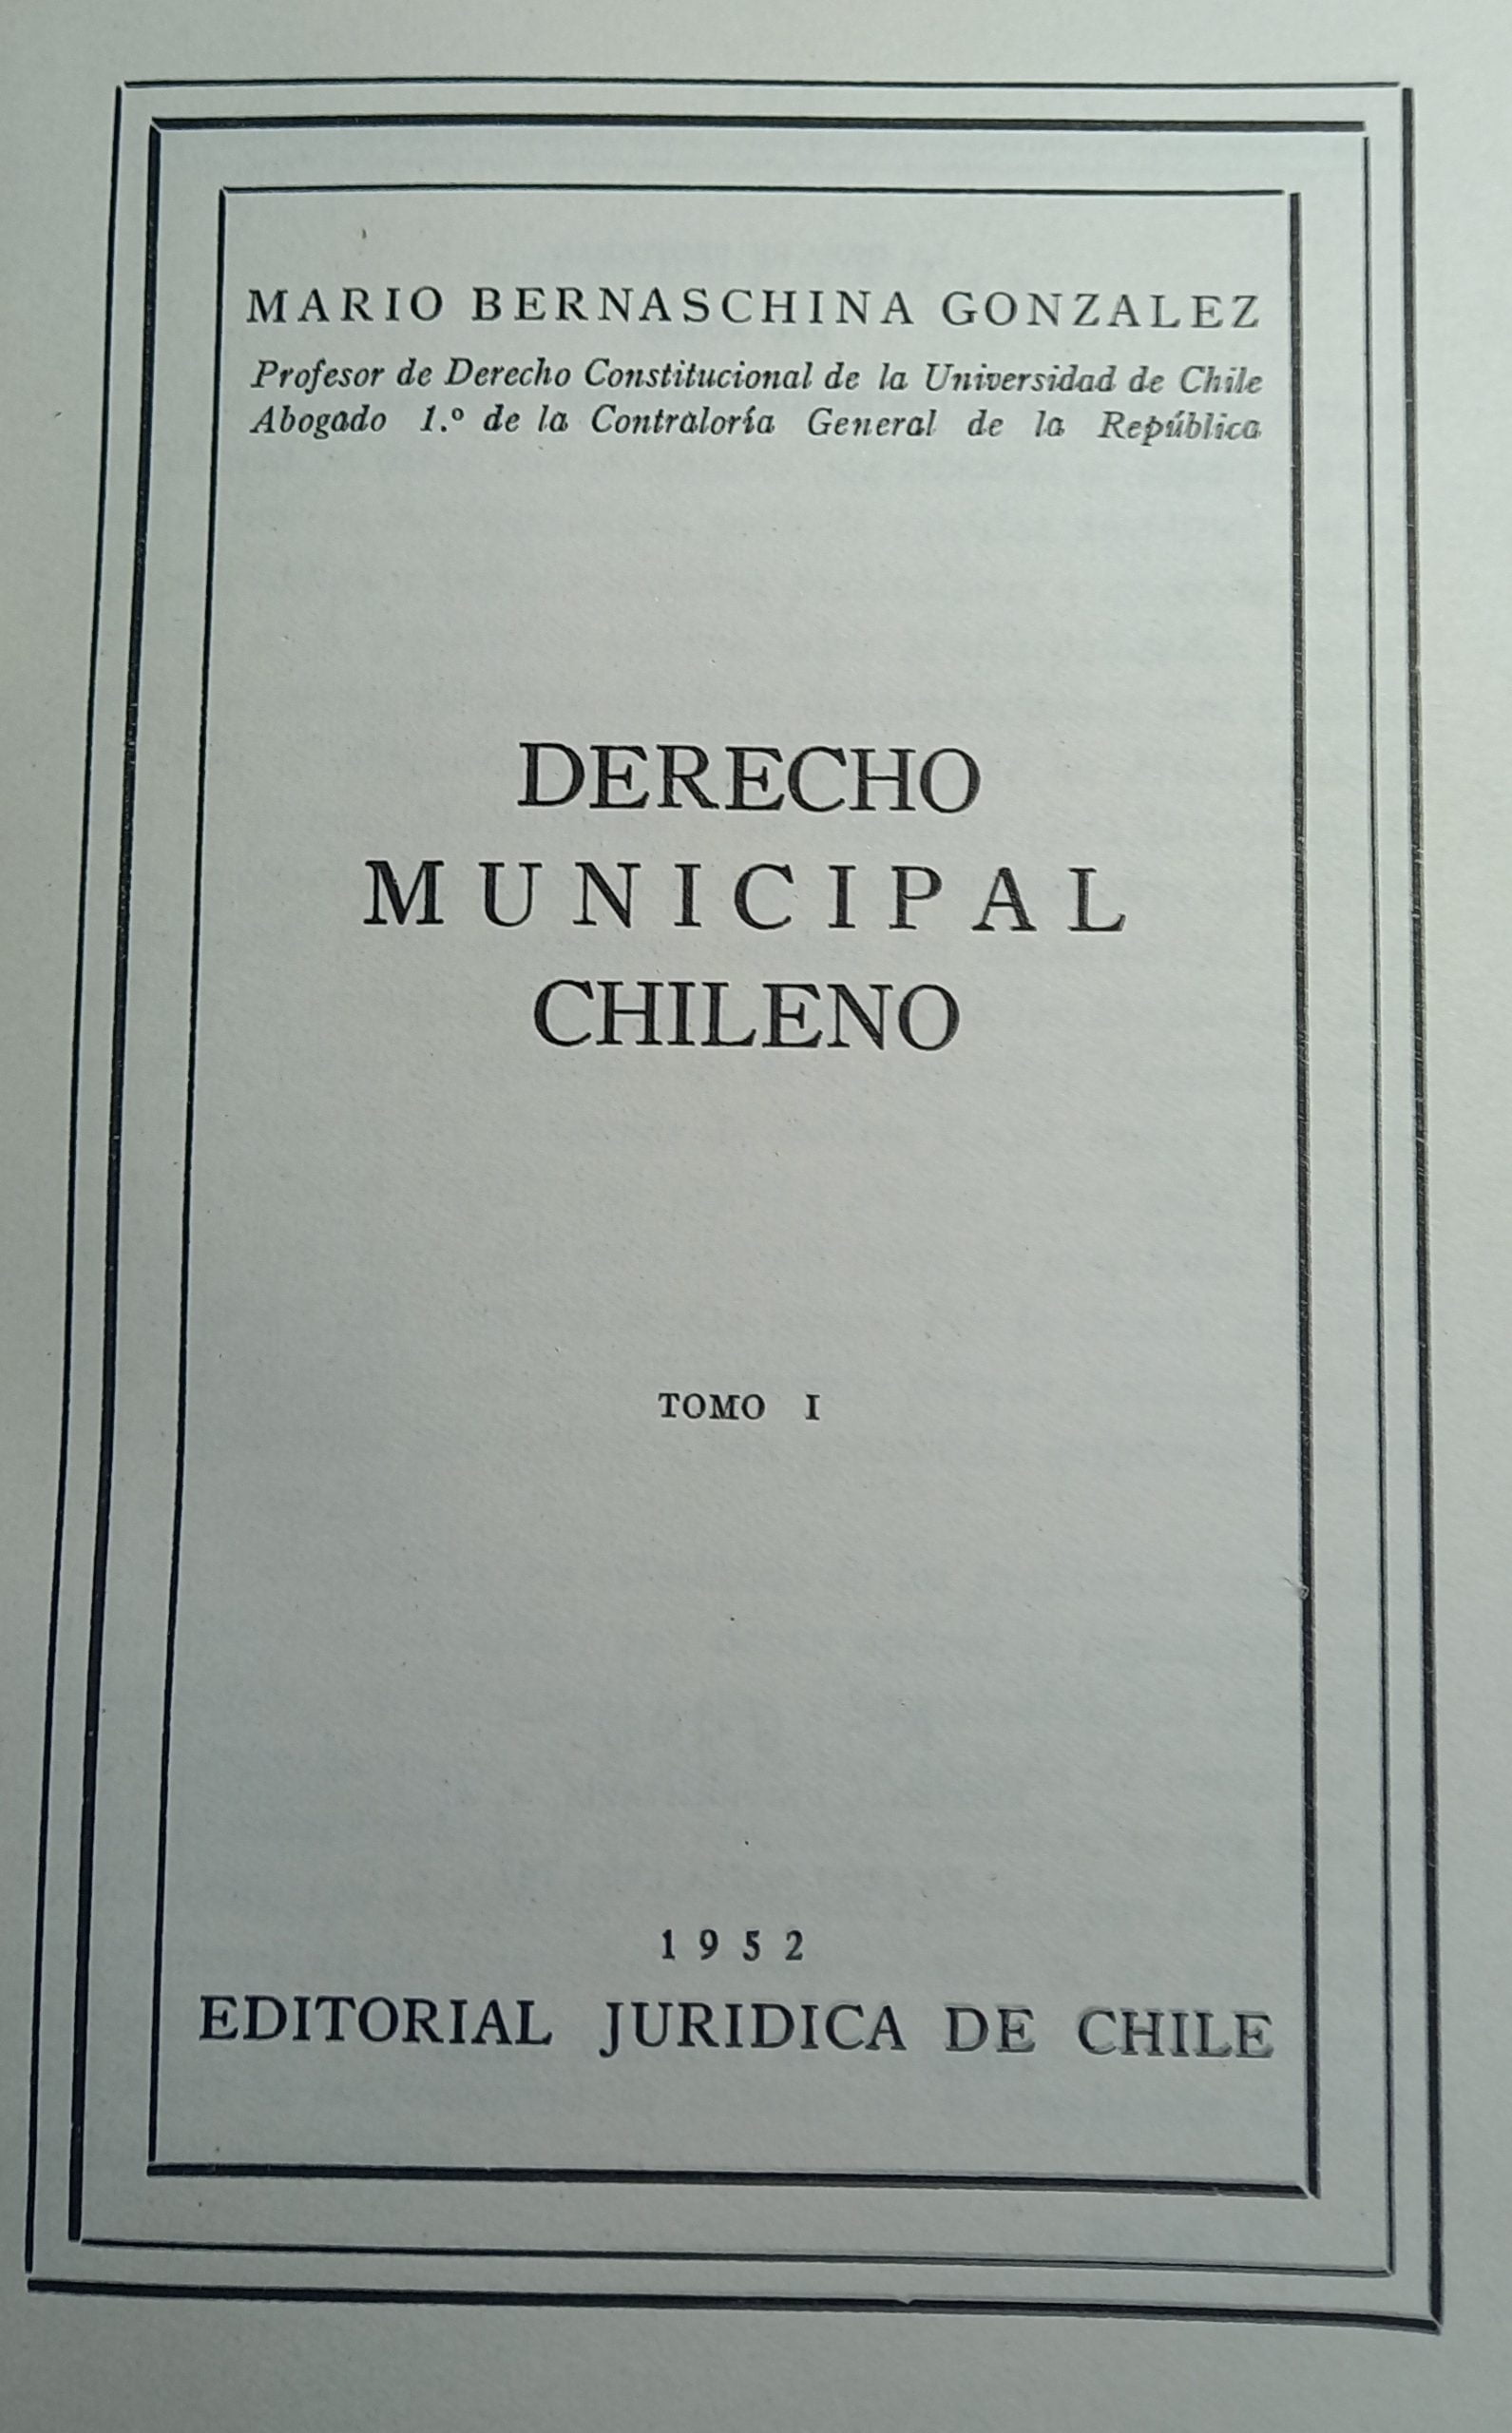 MARIO BERNASCHINA GONZALEZ
Profesor de Derecho Constitucional de la Universidad de Chile
Abogado 1.º de la Contraloría General de la República
DERECHO
MUNICIPAL
CHILENO
TOMO I
1952
EDITORIAL JURIDICA DE CHILE